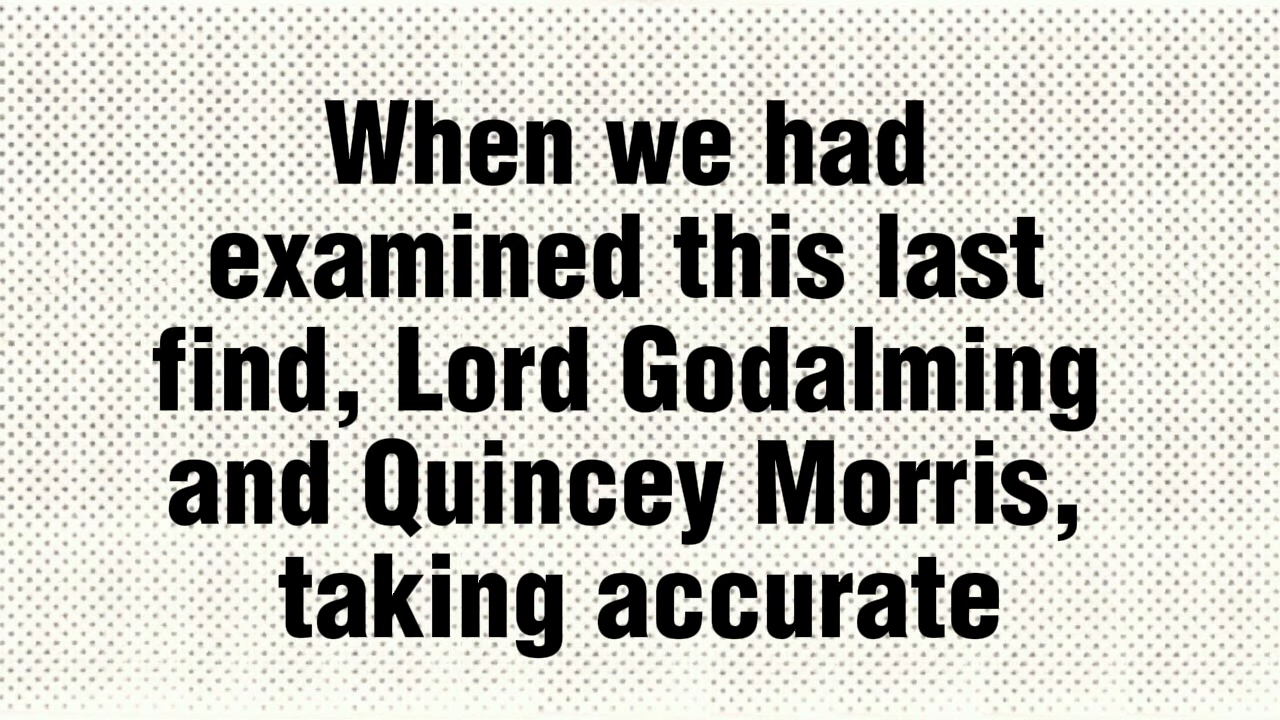 When we had
examined this last
find, Lord Godalming
and Quincey Morris,
taking accurate